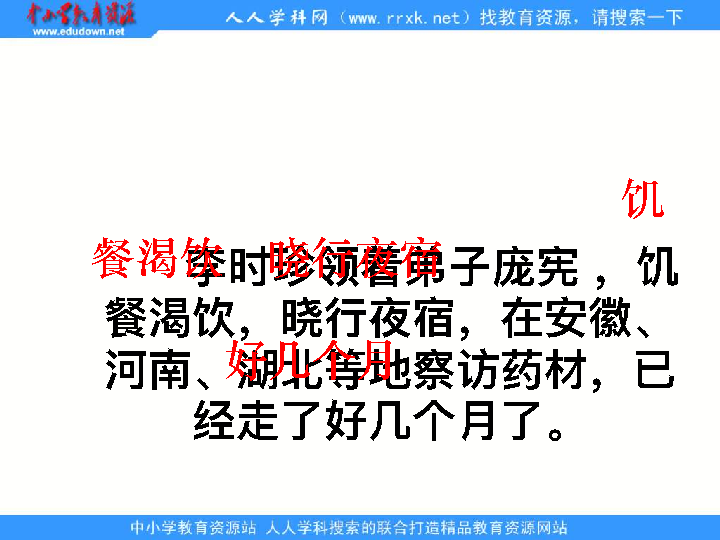 中小学教育资源
www.edudown.net
人人学科网（www.rrxk.net）找教育资源，请搜索一下
饥
餐渴饮 晓行夜宿
李时珍领着弟子庞宪，饥
餐渴饮，晓行夜宿，在安徽、
好几个月
河南、湖北等地察访药材，已
经走了好几个月了。
中小学教育资源站 人人学科搜索的联合打造精品教育资源网站